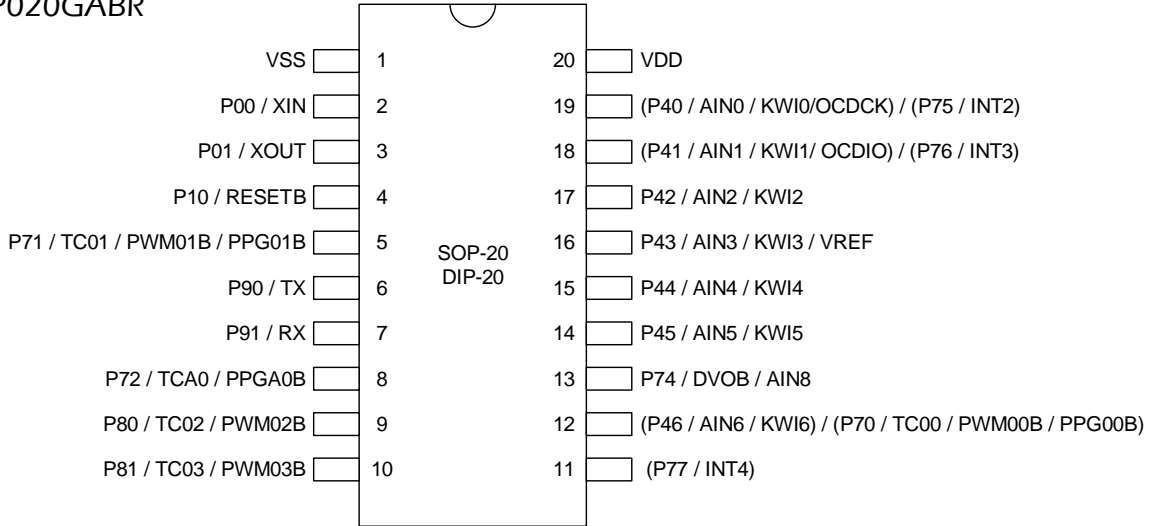 P020GABR
VSS 1 20 VDD
P00 / XIN 2 19 (P40 / AIN0 / KWI0/OCDCK) / (P75 / INT2)
P01 / XOUT 3 18 (P41 / AIN1 / KWI1/ OCDIO) / (P76 / INT3)
P10 / RESETB 4 17 P42 / AIN2 / KWI2
P71 / TC01 / PWM01B / PPG01B 5 16 P43 / AIN3 / KWI3 / VREF
SOP-20
DIP-20
P90 / TX 6 15 P44 / AIN4 / KWI4
P91 / RX 7 14 P45 / AIN5 / KWI5
P72 / TCA0 / PPGA0B 8 13 P74 / DVOB / AIN8
P80 / TC02 / PWM02B 9 12 (P46 / AIN6 / KWI6) / (P70 / TC00 / PWM00B / PPG00B)
P81 / TC03 / PWM03B 10 11 (P77 / INT4)